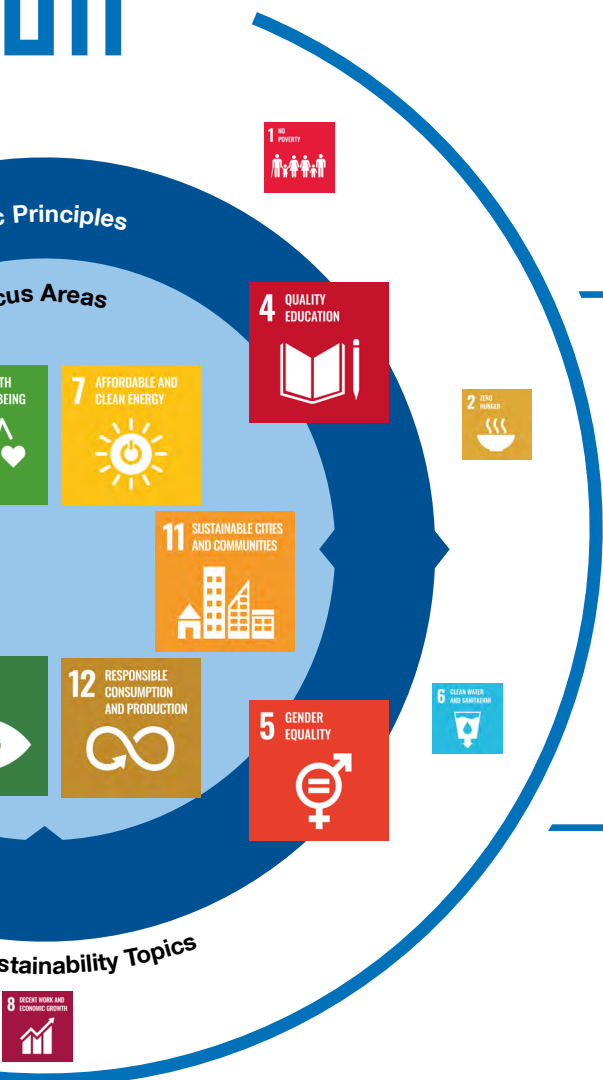 1 NO
POVERTY
Principles
Areas
4 QUALITY
EDUCATION
7 AFFORDABLE AND
CLEAN ENERGY
BEING
2 ZERO
HUNGER
11 SUSTAINABLE CITIES
AND COMMUNITIES
12 RESPONSIBLE
CONSUMPTION
AND PRODUCTION
6 CLEAN WATER
AND SANITATION
5 GENDER
EQUALITY
stainability Topics
8 DECENT WORK AND
ECONOMIC GROWTH